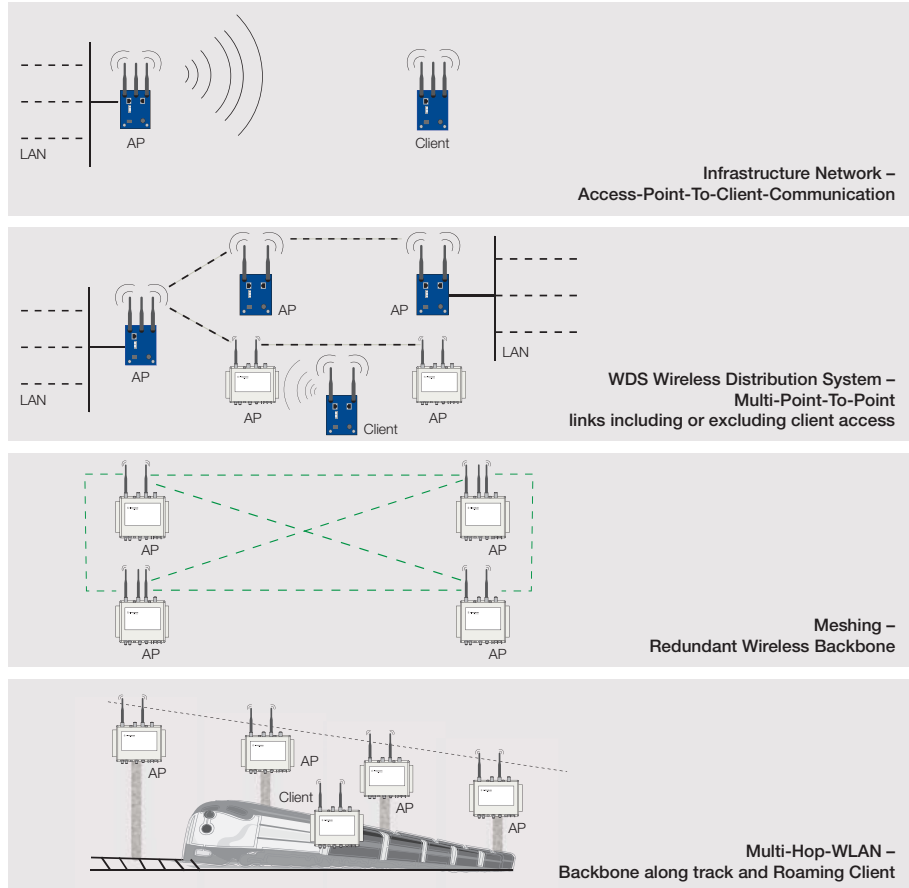 AP
Client
LAN
Infrastructure Network –
Access-Point-To-Client-Communication
AP
AP
LAN
AP
LAN
AP
AP
Client
WDS Wireless Distribution System –
Multi-Point-To-Point
links including or excluding client access
AP
AP
AP
AP
Meshing –
Redundant Wireless Backbone
AP
AP
Client
AP
AP
Multi-Hop-WLAN –
Backbone along track and Roaming Client